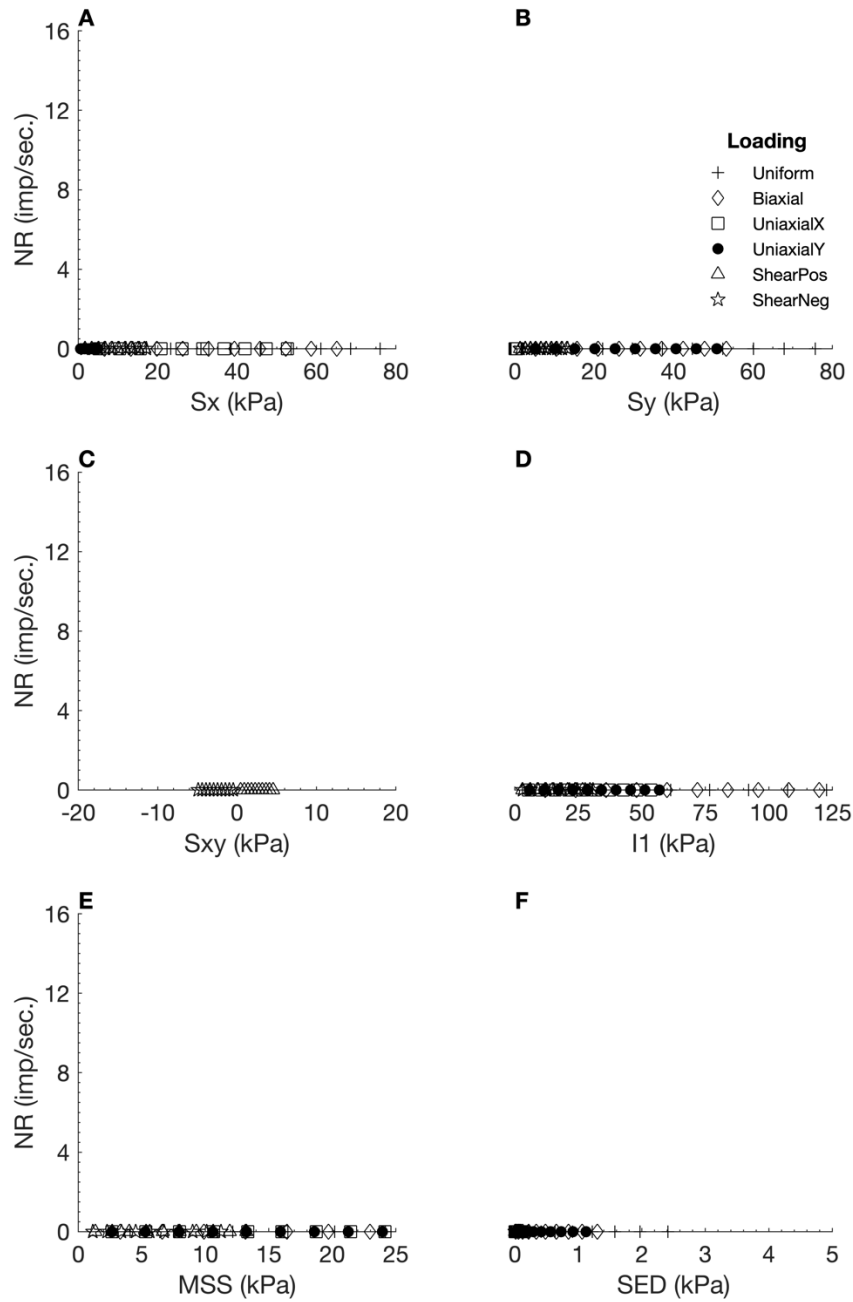 A
16
12
8
4
0
NR (imp/sec.)
0 20 40 60 80
Sx (kPa)
B
Loading
Uniform
Biaxial
UniaxialX
UniaxialY
ShearPos
ShearNeg
0 20 40 60 80
Sy (kPa)
C
16
12
8
4
0
NR (imp/sec.)
-20 -10 0 10 20
Sxy (kPa)
D
0 25 50 75 100 125
I1 (kPa)
E
16
12
8
4
0
NR (imp/sec.)
0 5 10 15 20 25
MSS (kPa)
F
0 1 2 3 4 5
SED (kPa)